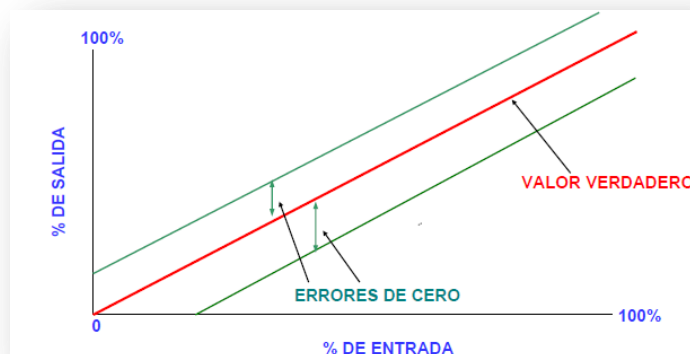 100%
% DE SALIDA
VALOR VERDADERO
ERRORES DE CERO
0
100%
% DE ENTRADA